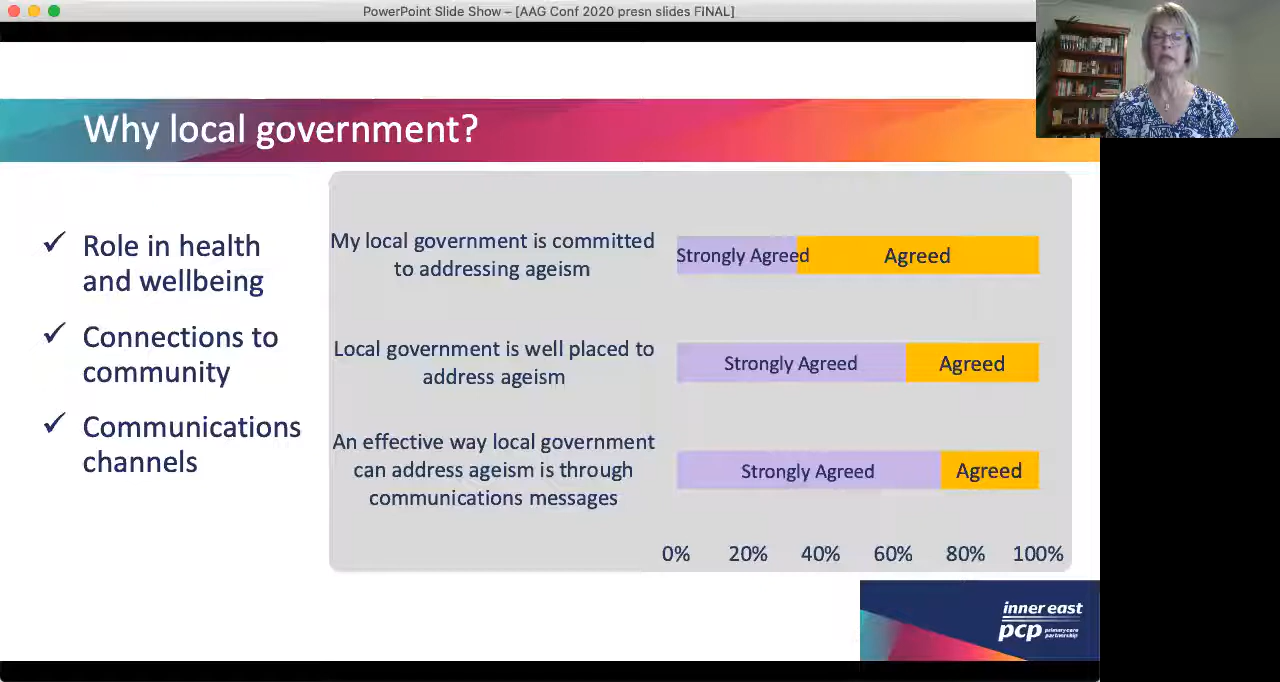 PowerPoint Slide Show – [AAG Conf 2020 presn slides FINAL]
Why local government?
✓ Role in health
and wellbeing
✓ Connections to
community
✓ Communications
channels
My local government is committed
to addressing ageism
Strongly Agreed Agreed
Local government is well placed to
address ageism
Strongly Agreed Agreed
An effective way local government
can address ageism is through
communications messages
Strongly Agreed Agreed
0% 20% 40% 60% 80% 100%
inner east
pcp primary care
partnership